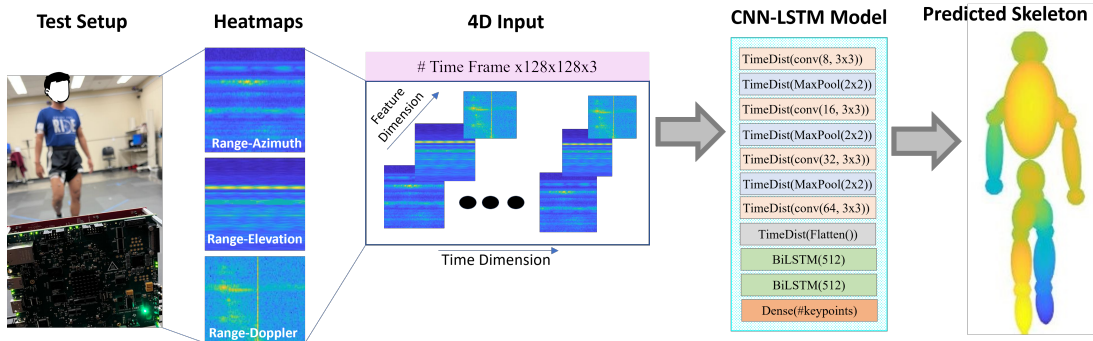 Test Setup
Heatmaps
4D Input
CNN-LSTM Model
Predicted Skeleton
RIDE
Range-Azimuth
Range-Elevation
Range-Doppler
# Time Frame x128x128x3
Feature
Dimension
Time Dimension
TimeDist(conv(8, 3x3))
TimeDist(MaxPool(2x2))
TimeDist(conv(16, 3x3))
TimeDist(MaxPool(2x2))
TimeDist(conv(32, 3x3))
TimeDist(MaxPool(2x2))
TimeDist(conv(64, 3x3))
TimeDist(Flatten())
BiLSTM(512)
BiLSTM(512)
Dense(#keypoints)